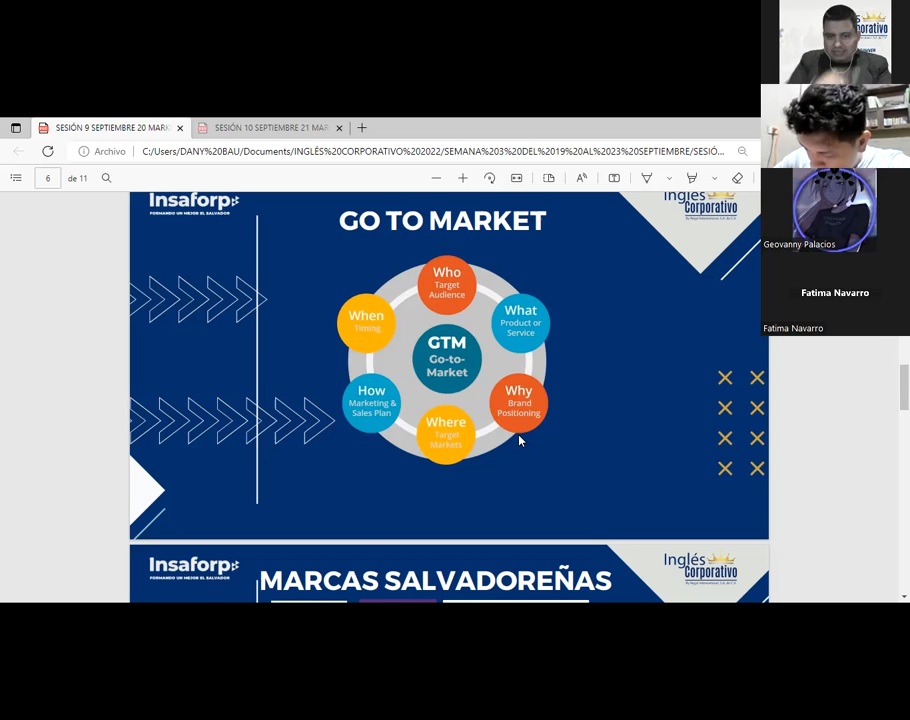 SESIÓN 9 SEPTIEMBRE 20 MAR
SESIÓN 10 SEPTIEMBRE 21 MAR
Archivo
C:/Users/DANY%20BAU/Documents/INGLÉS%20CORPORATIVO%202022/SEMANA%203%20DEL%2019%20AL%2023%20SEPTIEMBRE/SESIÓ...
6
de 11
Insaforp
FORMANDO UN MEJOR EL SALVADOR
GO TO MARKET
Inglés
Corporativo
Who
Target
Audience
When
Timing
What
Product or
Service
GTM
Go-to-
Market
How
Marketing &
Sales Plan
Why
Brand
Positioning
Where
Target
Markets
Insaforp
FORMANDO UN MEJOR EL SALVADOR
MARCAS SALVADOREÑAS
Inglés
Corporativo
Geovanny Palacios
Fatima Navarro
Fatima Navarro